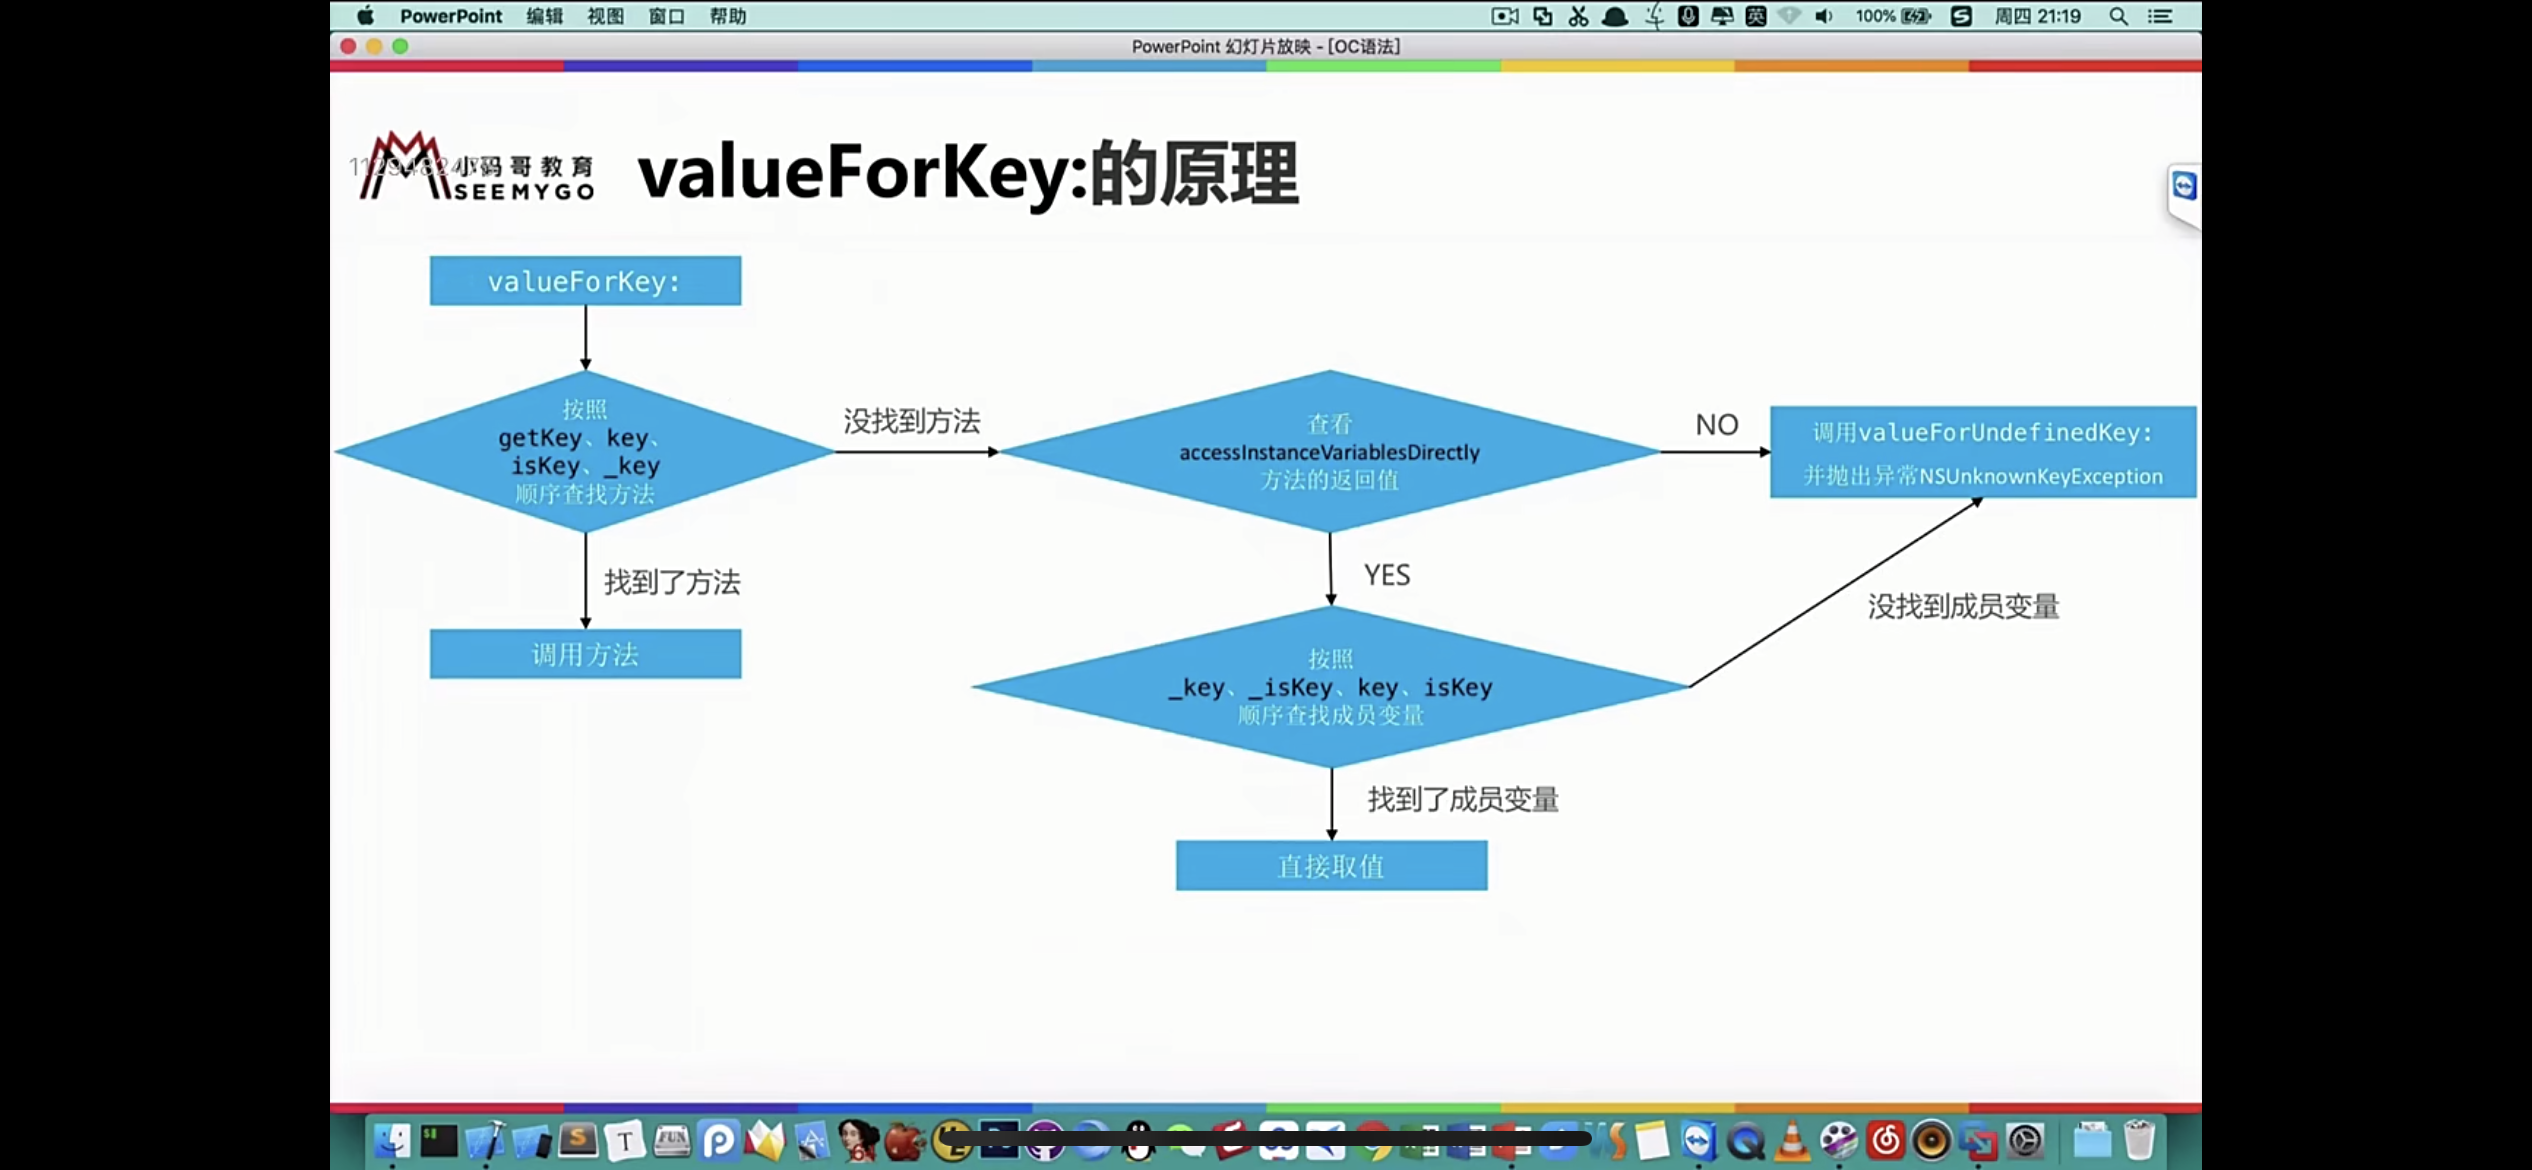 PowerPoint 编辑 视图 窗口 帮助 英 100% 周四 21:19
PowerPoint 幻灯片放映 - [OC语法]
小码哥教育
SEEMYGO
valueForKey:的原理
valueForKey:
按照
getKey、key、
isKey、_key
顺序查找方法
没找到方法
查看
accessInstanceVariablesDirectly
方法的返回值
NO
调用valueForUndefinedKey:
并抛出异常NSUnknownKeyException
找到了方法
YES
没找到成员变量
调用方法
按照
_key、_isKey、key、isKey
顺序查找成员变量
找到了成员变量
直接取值